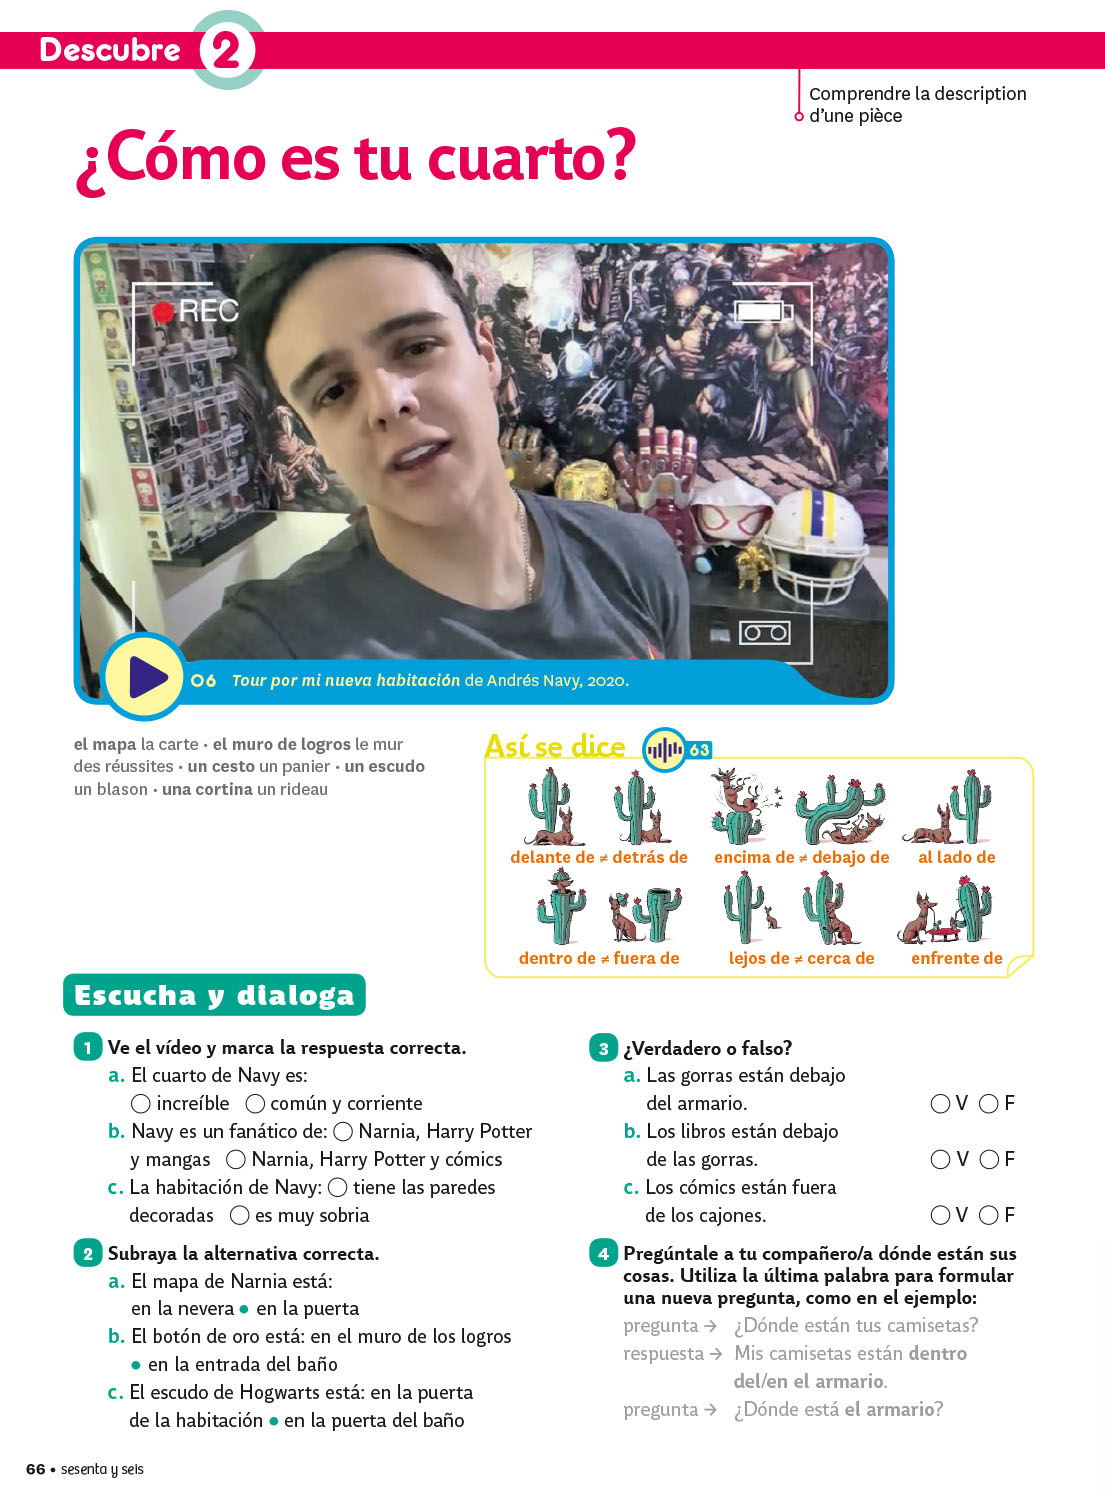 Descubre 2
Comprendre la description
d'une pièce
¿Cómo es tu cuarto?
REC
06 Tour por mi nueva habitación de Andrés Navy, 2020.
el mapa la carte • el muro de logros le mur
des réussites • un cesto un panier • un escudo
un blason • una cortina un rideau
Así se dice 63
delante de ≠ detrás de encima de ≠ debajo de al lado de
dentro de ≠ fuera de lejos de ≠ cerca de enfrente de
Escucha y dialoga
1 Ve el vídeo y marca la respuesta correcta.
a. El cuarto de Navy es:
increíble común y corriente
b. Navy es un fanático de: Narnia, Harry Potter
y mangas Narnia, Harry Potter y cómics
c. La habitación de Navy: tiene las paredes
decoradas es muy sobria
2 Subraya la alternativa correcta.
a. El mapa de Narnia está:
en la nevera • en la puerta
b. El botón de oro está: en el muro de los logros
• en la entrada del baño
c. El escudo de Hogwarts está: en la puerta
de la habitación • en la puerta del baño
3 ¿Verdadero o falso?
a. Las gorras están debajo
del armario. V F
b. Los libros están debajo
de las gorras. V F
c. Los cómics están fuera
de los cajones. V F
4 Pregúntale a tu compañero/a dónde están sus
cosas. Utiliza la última palabra para formular
una nueva pregunta, como en el ejemplo:
pregunta → ¿Dónde están tus camisetas?
respuesta → Mis camisetas están dentro
del/en el armario.
pregunta → ¿Dónde está el armario?
66 • sesenta y seis